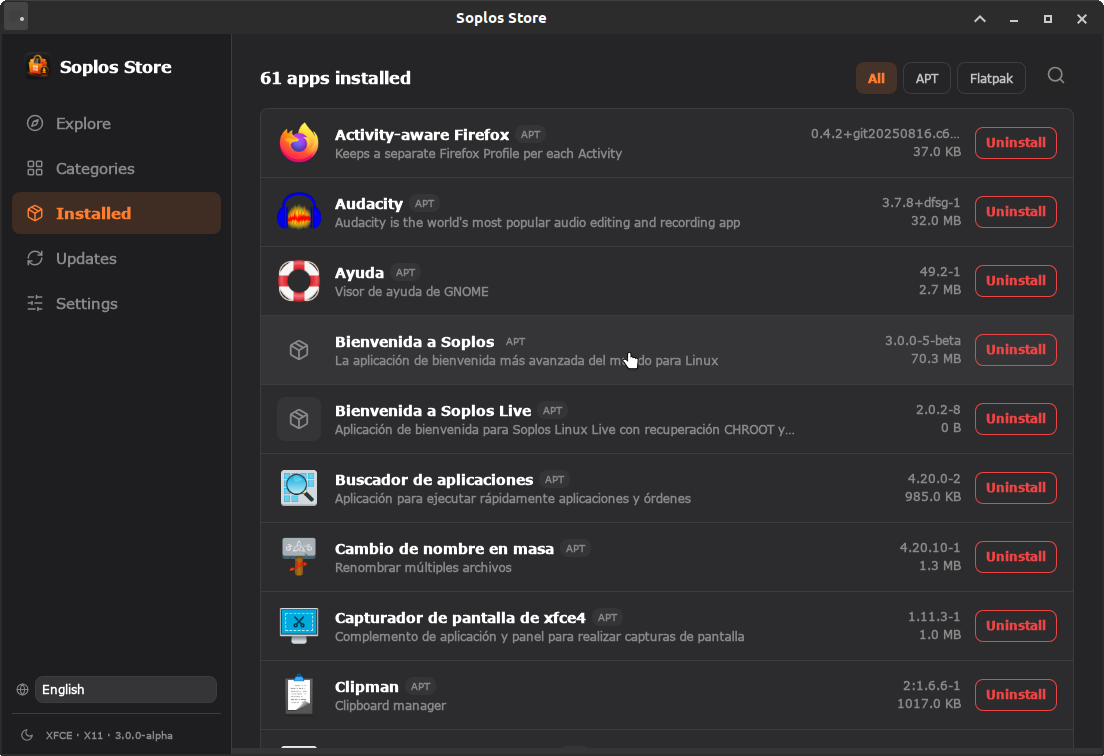 Soplos Store
Soplos Store
Explore
Categories
Installed
Updates
Settings
English
XFCE · X11 · 3.0.0-alpha
61 apps installed
All
APT
Flatpak
Activity-aware Firefox APT
Keeps a separate Firefox Profile per each Activity
0.4.2+git20250816.c6…
37.0 KB
Uninstall
Audacity APT
Audacity is the world's most popular audio editing and recording app
3.7.8+dfsg-1
32.0 MB
Uninstall
Ayuda APT
Visor de ayuda de GNOME
49.2-1
2.7 MB
Uninstall
Bienvenida a Soplos APT
La aplicación de bienvenida más avanzada del mundo para Linux
3.0.0-5-beta
70.3 MB
Uninstall
Bienvenida a Soplos Live APT
Aplicación de bienvenida para Soplos Linux Live con recuperación CHROOT y…
2.0.2-8
0 B
Uninstall
Buscador de aplicaciones APT
Aplicación para ejecutar rápidamente aplicaciones y órdenes
4.20.0-2
985.0 KB
Uninstall
Cambio de nombre en masa APT
Renombrar múltiples archivos
4.20.10-1
1.3 MB
Uninstall
Capturador de pantalla de xfce4 APT
Complemento de aplicación y panel para realizar capturas de pantalla
1.11.3-1
1.0 MB
Uninstall
Clipman APT
Clipboard manager
2:1.6.6-1
1017.0 KB
Uninstall